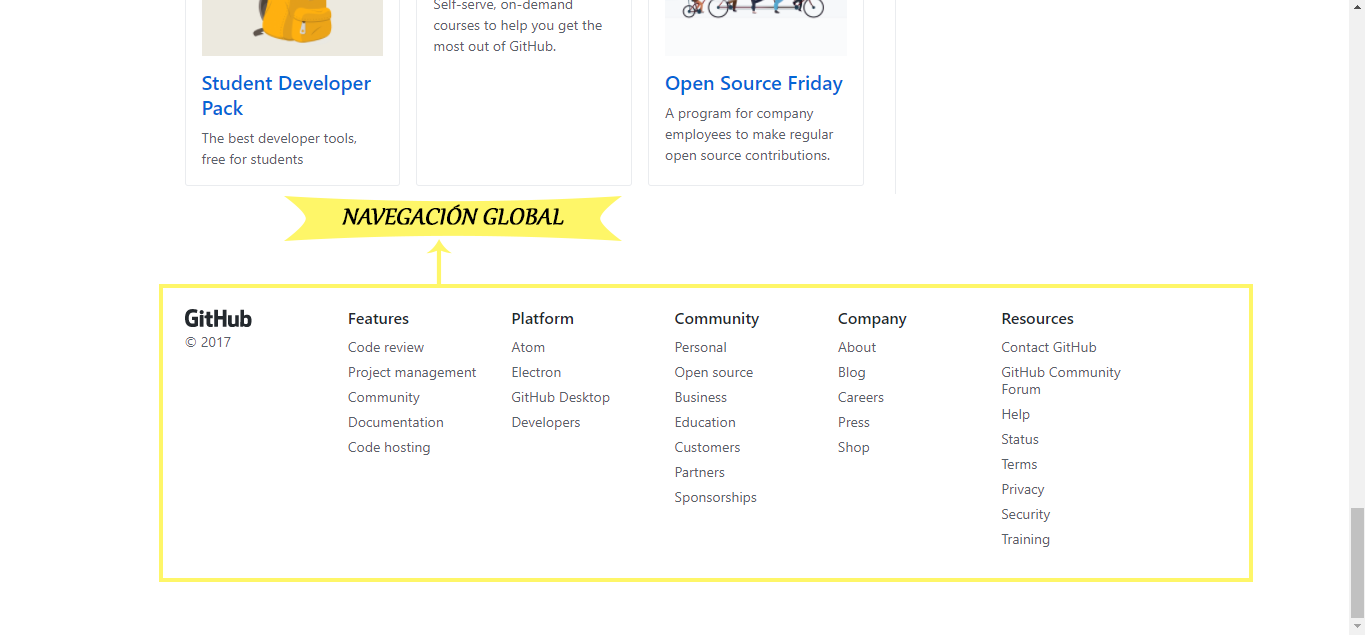 Self-serve, on-demand
courses to help you get the
most out of GitHub.
Student Developer
Pack
The best developer tools,
free for students
Open Source Friday
A program for company
employees to make regular
open source contributions.
NAVEGACIÓN GLOBAL
GitHub
© 2017
Features
Code review
Project management
Community
Documentation
Code hosting
Platform
Atom
Electron
GitHub Desktop
Developers
Community
Personal
Open source
Business
Education
Customers
Partners
Sponsorships
Company
About
Blog
Careers
Press
Shop
Resources
Contact GitHub
GitHub Community
Forum
Help
Status
Terms
Privacy
Security
Training